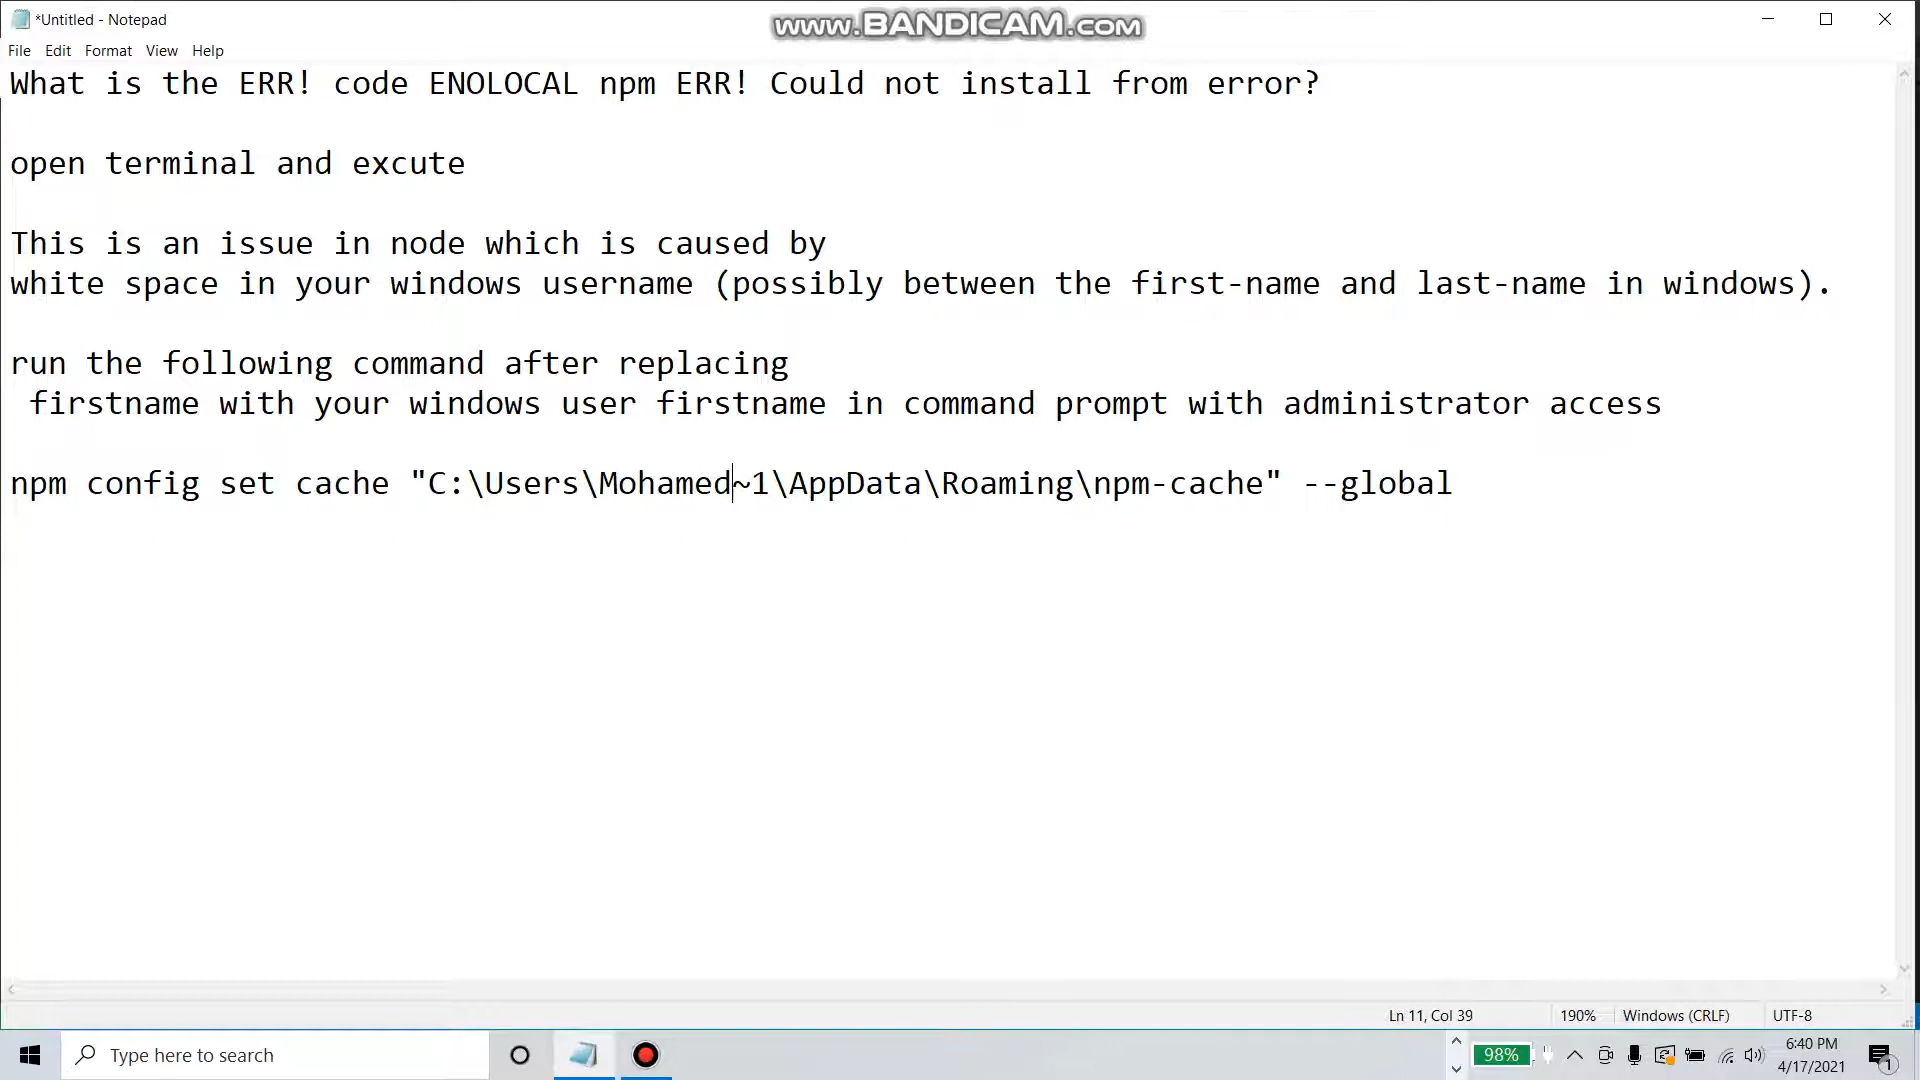 *Untitled - Notepad
www.BANDICAM.com
File Edit Format View Help
What is the ERR! code ENOLOCAL npm ERR! Could not install from error?
open terminal and excute
This is an issue in node which is caused by
white space in your windows username (possibly between the first-name and last-name in windows).
run the following command after replacing
firstname with your windows user firstname in command prompt with administrator access
npm config set cache "C:\Users\Mohamed~1\AppData\Roaming\npm-cache" --global
Ln 11, Col 39
190%
Windows (CRLF)
UTF-8
Type here to search
98%
6:40 PM
4/17/2021
1